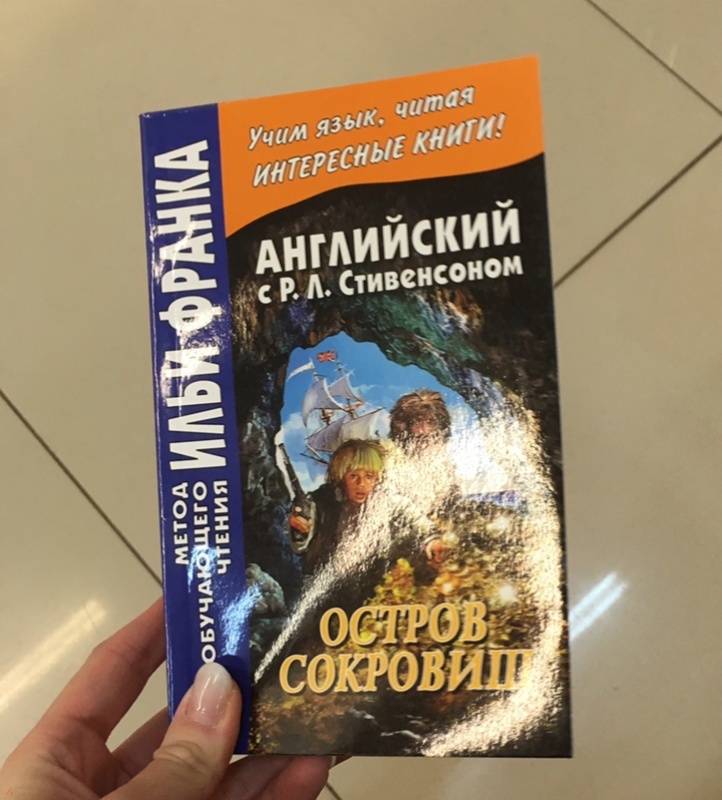 Учим язык, читая
ИНТЕРЕСНЫЕ КНИГИ!
АНГЛИЙСКИЙ
с Р. Л. Стивенсоном
МЕТОД
ОБУЧАЮЩЕГО
ЧТЕНИЯ
ИЛЬИ ФРАНКА
ОСТРОВ
СОКРОВИЩ